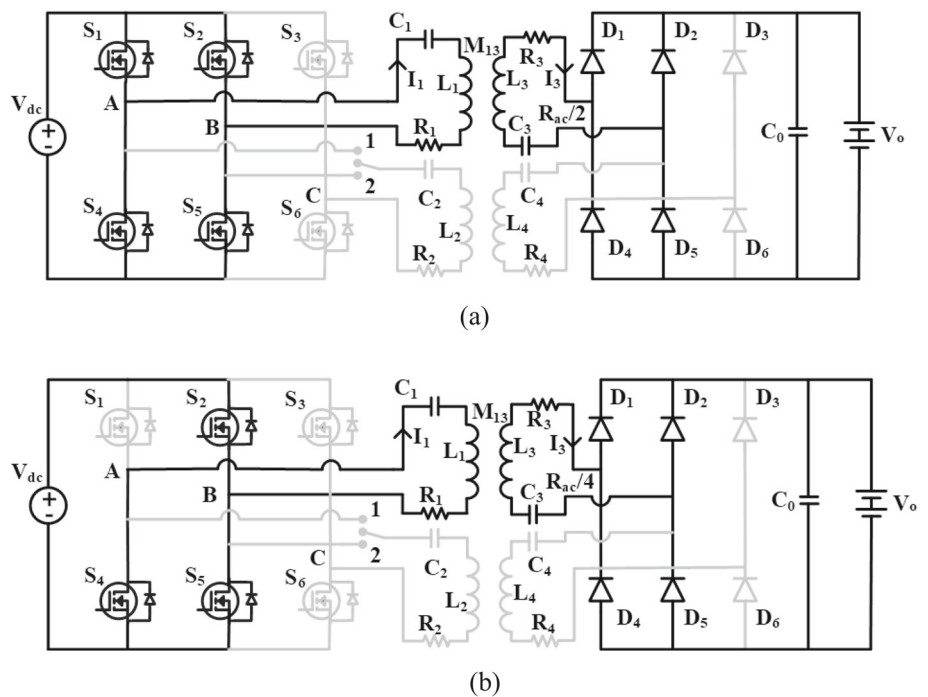 S1 S2 S3 C1 M13 D1 D2 D3
R3
I1 L1 L3 I3
A
Vdc
B R1 C3 Rac/2 C0 Vo
1
2 C2 C4
S4 S5 C S6
L2 L4
R2 R4 D4 D5 D6
(a)
S1 S2 S3 C1 M13 D1 D2 D3
R3
I1 L1 L3 I3
A
Vdc
B R1 C3 Rac/4 C0 Vo
1
2 C2 C4
S4 S5 C S6
L2 L4
R2 R4 D4 D5 D6
(b)